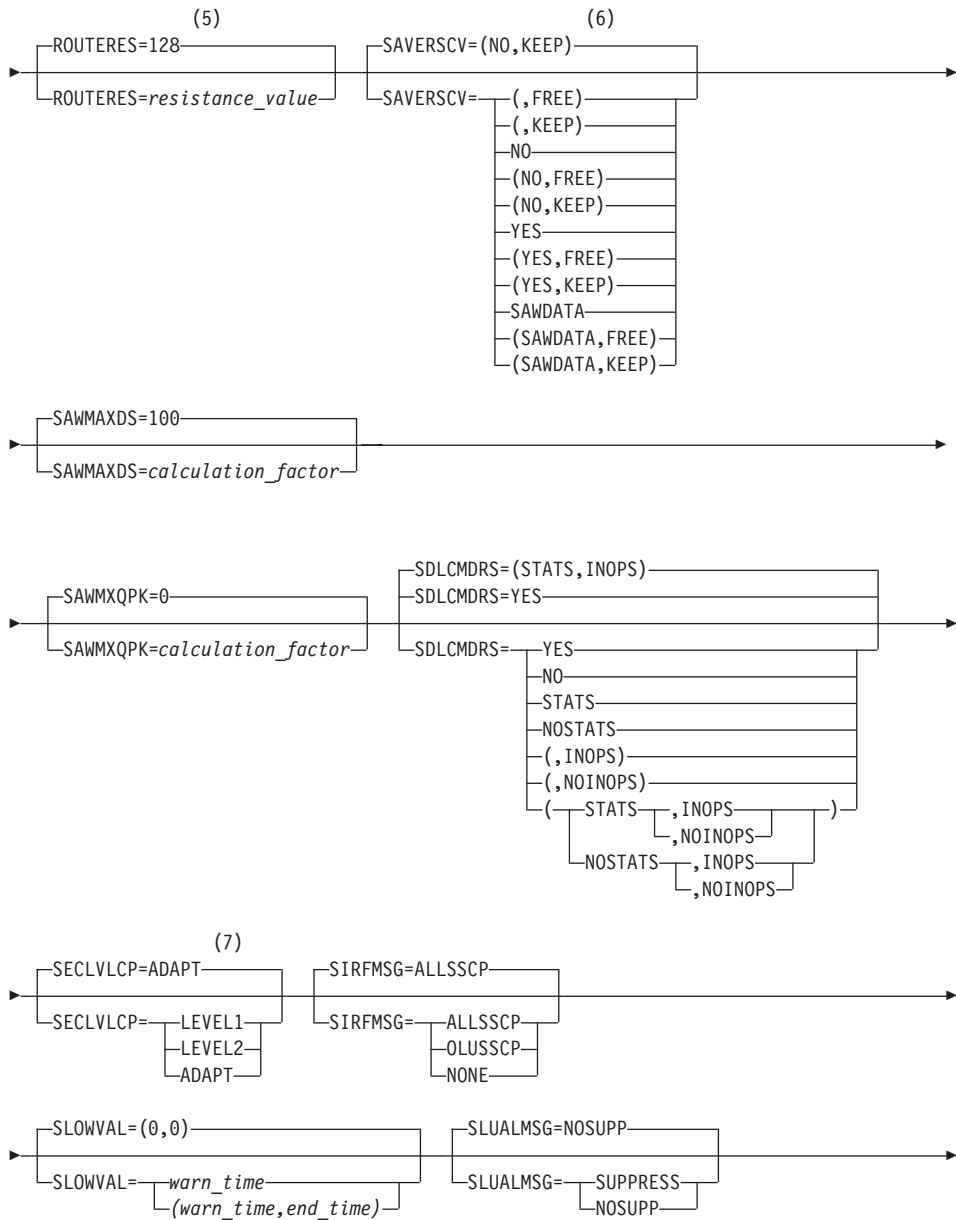 (5) (6)
ROUTERES=128 SAVERSCV=(NO,KEEP)
ROUTERES=resistance_value SAVERSCV= (,FREE)
(,KEEP)
NO
(NO,FREE)
(NO,KEEP)
YES
(YES,FREE)
(YES,KEEP)
SAWDATA
(SAWDATA,FREE)
(SAWDATA,KEEP)
SAWMAXDS=100
SAWMAXDS=calculation_factor
SDLCMDRS=(STATS,INOPS)
SAWMXQPK=0 SDLCMDRS=YES
SAWMXQPK=calculation_factor SDLCMDRS= YES
NO
STATS
NOSTATS
(,INOPS)
(,NOINOPS)
( STATS ,INOPS )
,NOINOPS
NOSTATS ,INOPS
,NOINOPS
(7)
SECLVLCP=ADAPT SIRFMSG=ALLSSCP
SECLVLCP= LEVEL1 SIRFMSG= ALLSSCP
LEVEL2 OLUSSCP
ADAPT NONE
SLOWVAL=(0,0) SLUALMSG=NOSUPP
SLOWVAL= warn_time SLUALMSG= SUPPRESS
(warn_time,end_time) NOSUPP